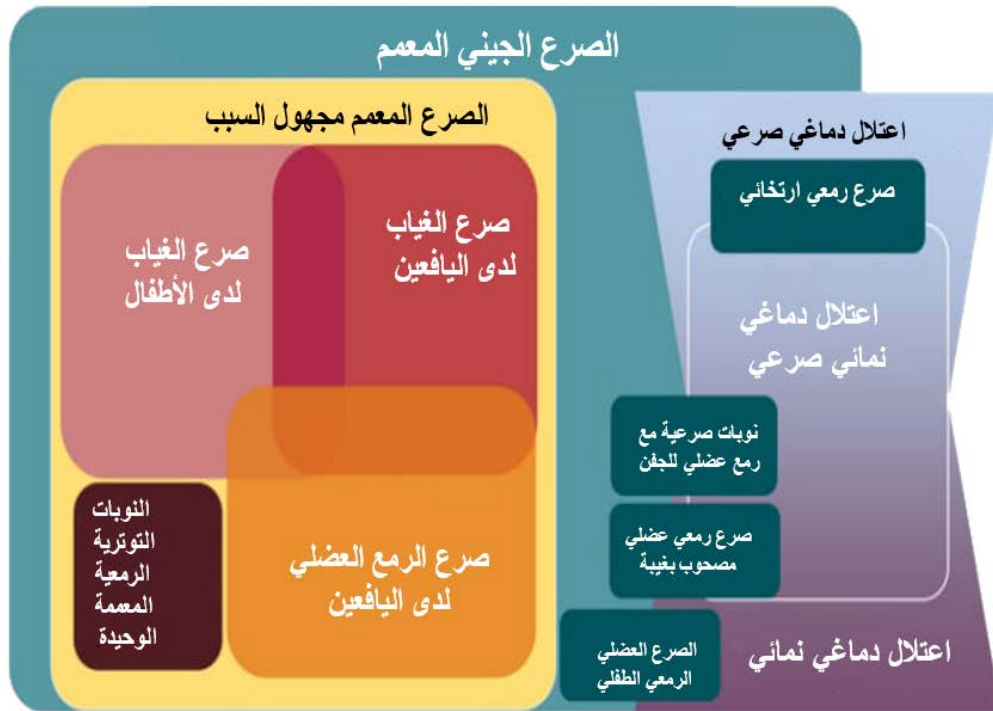 الصرع الجيني المعمم
الصرع المعمم مجهول السبب
صرع الغياب
لدى اليافعين
صرع الغياب
لدى الأطفال
صرع الرمع العضلي
لدى اليافعين
النوبات
التوترية
الرمعية
المعممة
الوحيدة
اعتلال دماغي صرعي
صرع رمعي ارتخائي
اعتلال دماغي
نمائي صرعي
نوبات صرعية مع
رمع عضلي للجفن
صرع رمعي عضلي
مصحوب بغيبة
الصرع العضلي
الرمعي الطفلي
اعتلال دماغي نمائي